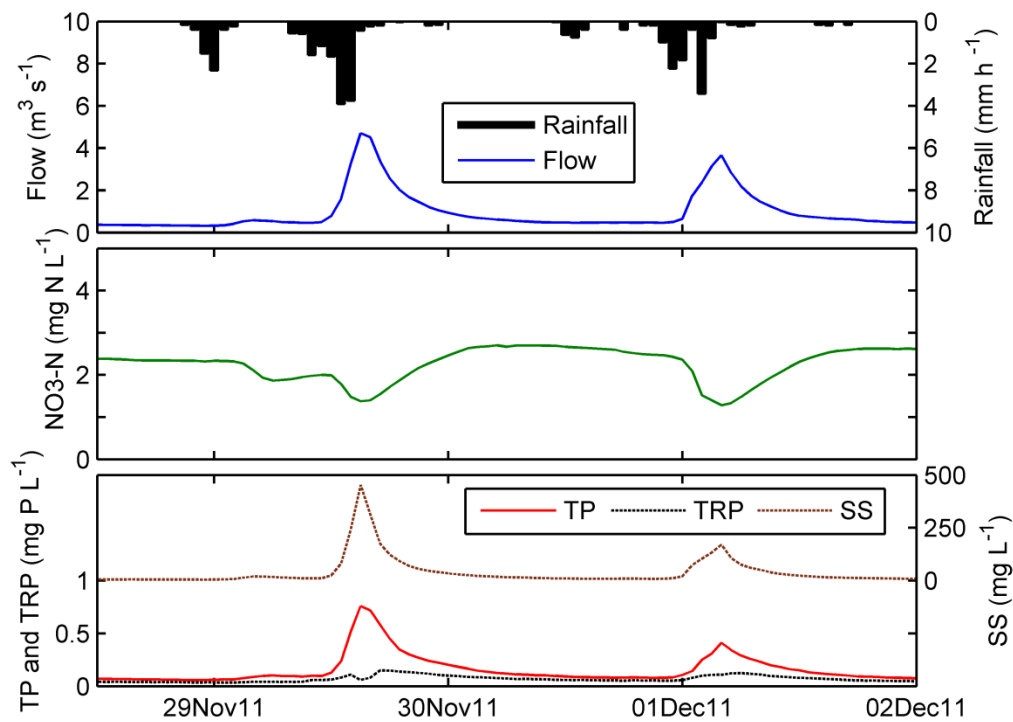 10
8
6
4
2
0
Flow (m³ s⁻¹)
0
2
4
6
8
10
Rainfall (mm h⁻¹)
Rainfall
Flow
4
2
0
NO3-N (mg N L⁻¹)
1
0.5
0
TP and TRP (mg P L⁻¹)
TP TRP SS
500
250
0
SS (mg L⁻¹)
29Nov11 30Nov11 01Dec11 02Dec11